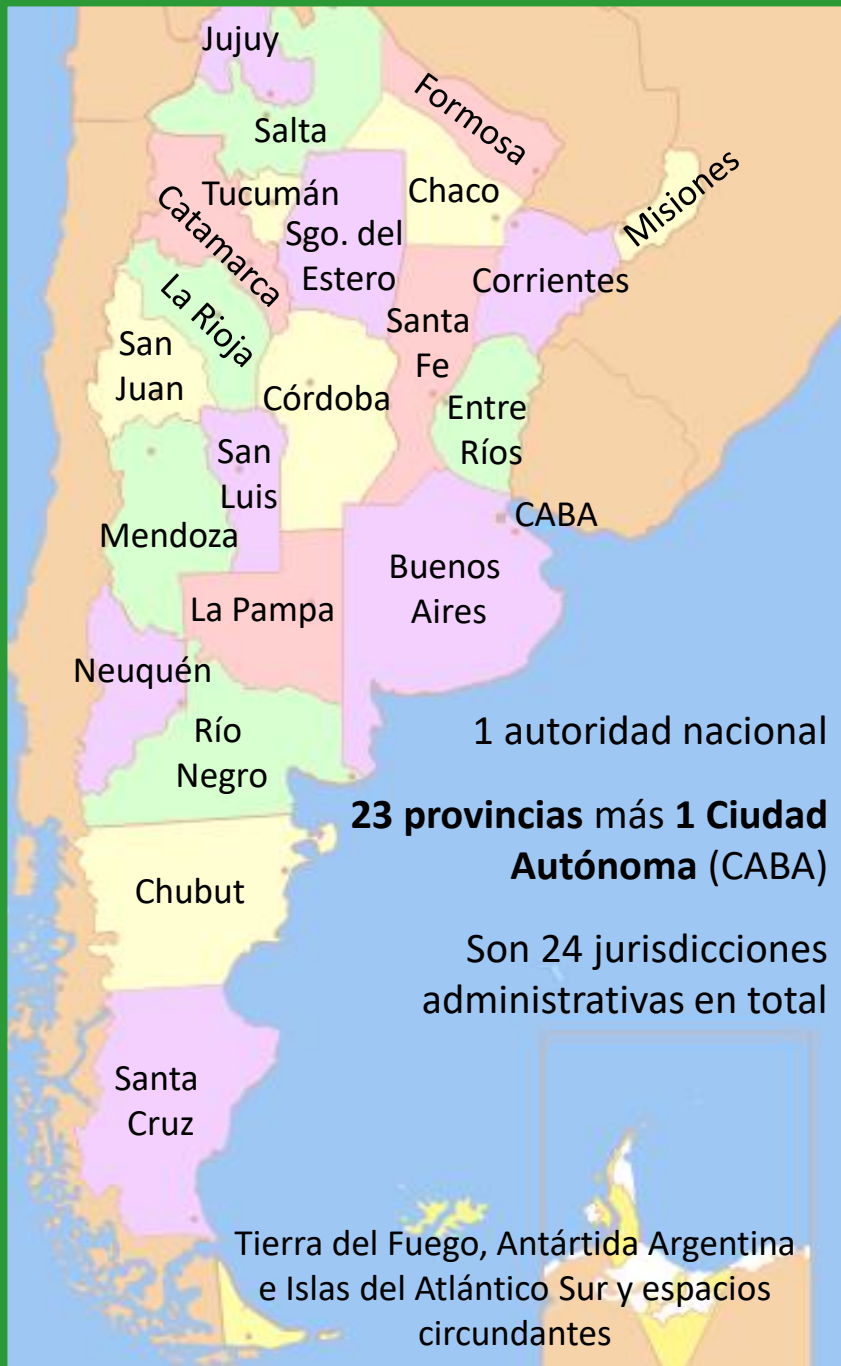 Jujuy
Formosa
Salta
Misiones
Tucumán
Chaco
Catamarca
Sgo. del
Estero
Corrientes
La Rioja
Santa
Fe
San
Juan
Córdoba
Entre
Ríos
San
Luis
CABA
Mendoza
Buenos
Aires
La Pampa
Neuquén
Río
Negro
1 autoridad nacional
23 provincias más 1 Ciudad
Autónoma (CABA)
Chubut
Son 24 jurisdicciones
administrativas en total
Santa
Cruz
Tierra del Fuego, Antártida Argentina
e Islas del Atlántico Sur y espacios
circundantes